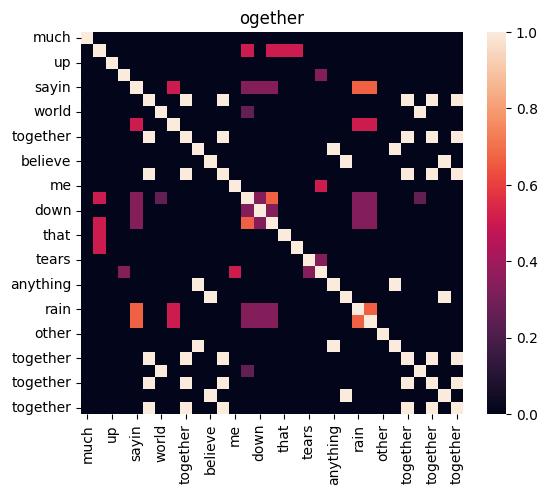 ogether
much
up
sayin
world
together
believe
me
down
that
tears
anything
rain
other
together
together
together
1.0
0.8
0.6
0.4
0.2
0.0
much
up
sayin
world
together
believe
me
down
that
tears
anything
rain
other
together
together
together